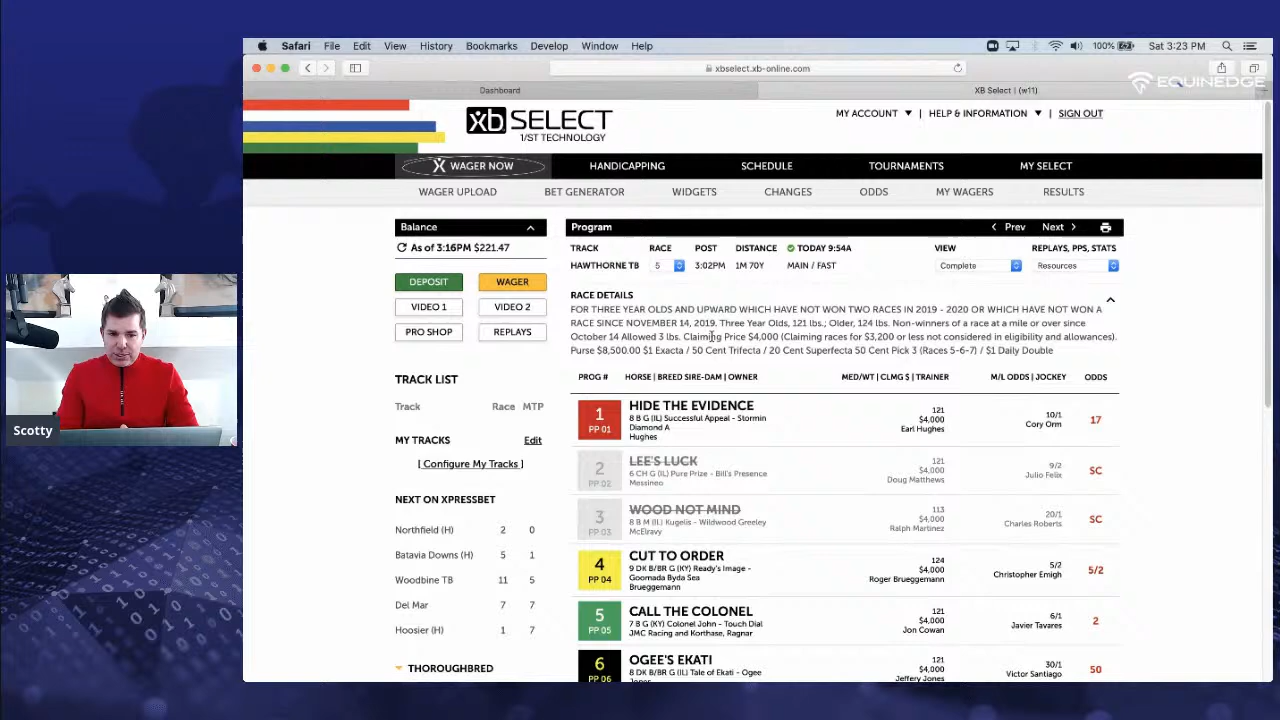 Safari File Edit View History Bookmarks Develop Window Help 100% Sat 3:23 PM
xbselect.xb-online.com
EQUINEDGE
Dashboard XB Select | (w11)
xb SELECT
1/ST TECHNOLOGY
MY ACCOUNT | HELP & INFORMATION | SIGN OUT
X WAGER NOW HANDICAPPING SCHEDULE TOURNAMENTS MY SELECT
WAGER UPLOAD BET GENERATOR WIDGETS CHANGES ODDS MY WAGERS RESULTS
Balance
As of 3:16PM $221.47
DEPOSIT WAGER
VIDEO 1 VIDEO 2
PRO SHOP REPLAYS
TRACK LIST
Track Race MTP
MY TRACKS Edit
[ Configure My Tracks ]
NEXT ON XPRESSBET
Northfield (H) 2 0
Batavia Downs (H) 5 1
Woodbine TB 11 5
Del Mar 7 7
Hoosier (H) 1 7
THOROUGHBRED
Program Prev Next
TRACK RACE POST DISTANCE TODAY 9:54A VIEW REPLAYS, PPS, STATS
HAWTHORNE TB 5 3:02PM 1M 70Y MAIN / FAST Complete Resources
RACE DETAILS
FOR THREE YEAR OLDS AND UPWARD WHICH HAVE NOT WON TWO RACES IN 2019 - 2020 OR WHICH HAVE NOT WON A
RACE SINCE NOVEMBER 14, 2019. Three Year Olds, 121 lbs.; Older, 124 lbs. Non-winners of a race at a mile or over since
October 14 Allowed 3 lbs. Claiming Price $4,000 (Claiming races for $3,200 or less not considered in eligibility and allowances).
Purse $8,500.00 $1 Exacta / 50 Cent Trifecta / 20 Cent Superfecta 50 Cent Pick 3 (Races 5-6-7) / $1 Daily Double
PROG # HORSE | BREED SIRE-DAM | OWNER MED/WT | CLMG $ | TRAINER M/L ODDS | JOCKEY ODDS
1
PP 01
HIDE THE EVIDENCE
8 B G (IL) Successful Appeal - Stormin
Diamond A
Hughes
121
$4,000
Earl Hughes
10/1
Cory Orm
17
2
PP 02
LEE'S LUCK
6 CH G (IL) Pure Prize - Bill's Presence
Messineo
121
$4,000
Doug Matthews
9/2
Julio Felix
SC
3
PP 03
WOOD NOT MIND
8 B M (IL) Kugelis - Wildwood Greeley
McElravy
113
$4,000
Ralph Martinez
20/1
Charles Roberts
SC
4
PP 04
CUT TO ORDER
9 DK B/BR G (KY) Ready's Image -
Goomada Byda Sea
Brueggemann
124
$4,000
Roger Brueggemann
5/2
Christopher Emigh
5/2
5
PP 05
CALL THE COLONEL
7 B G (KY) Colonel John - Touch Dial
JMC Racing and Korthase, Ragnar
121
$4,000
Jon Cowan
6/1
Javier Tavares
2
6
PP 06
OGEE'S EKATI
8 DK B/BR G (IL) Tale of Ekati - Ogee
121
$4,000
Jeffery Jones
30/1
Victor Santiago
50
Scotty